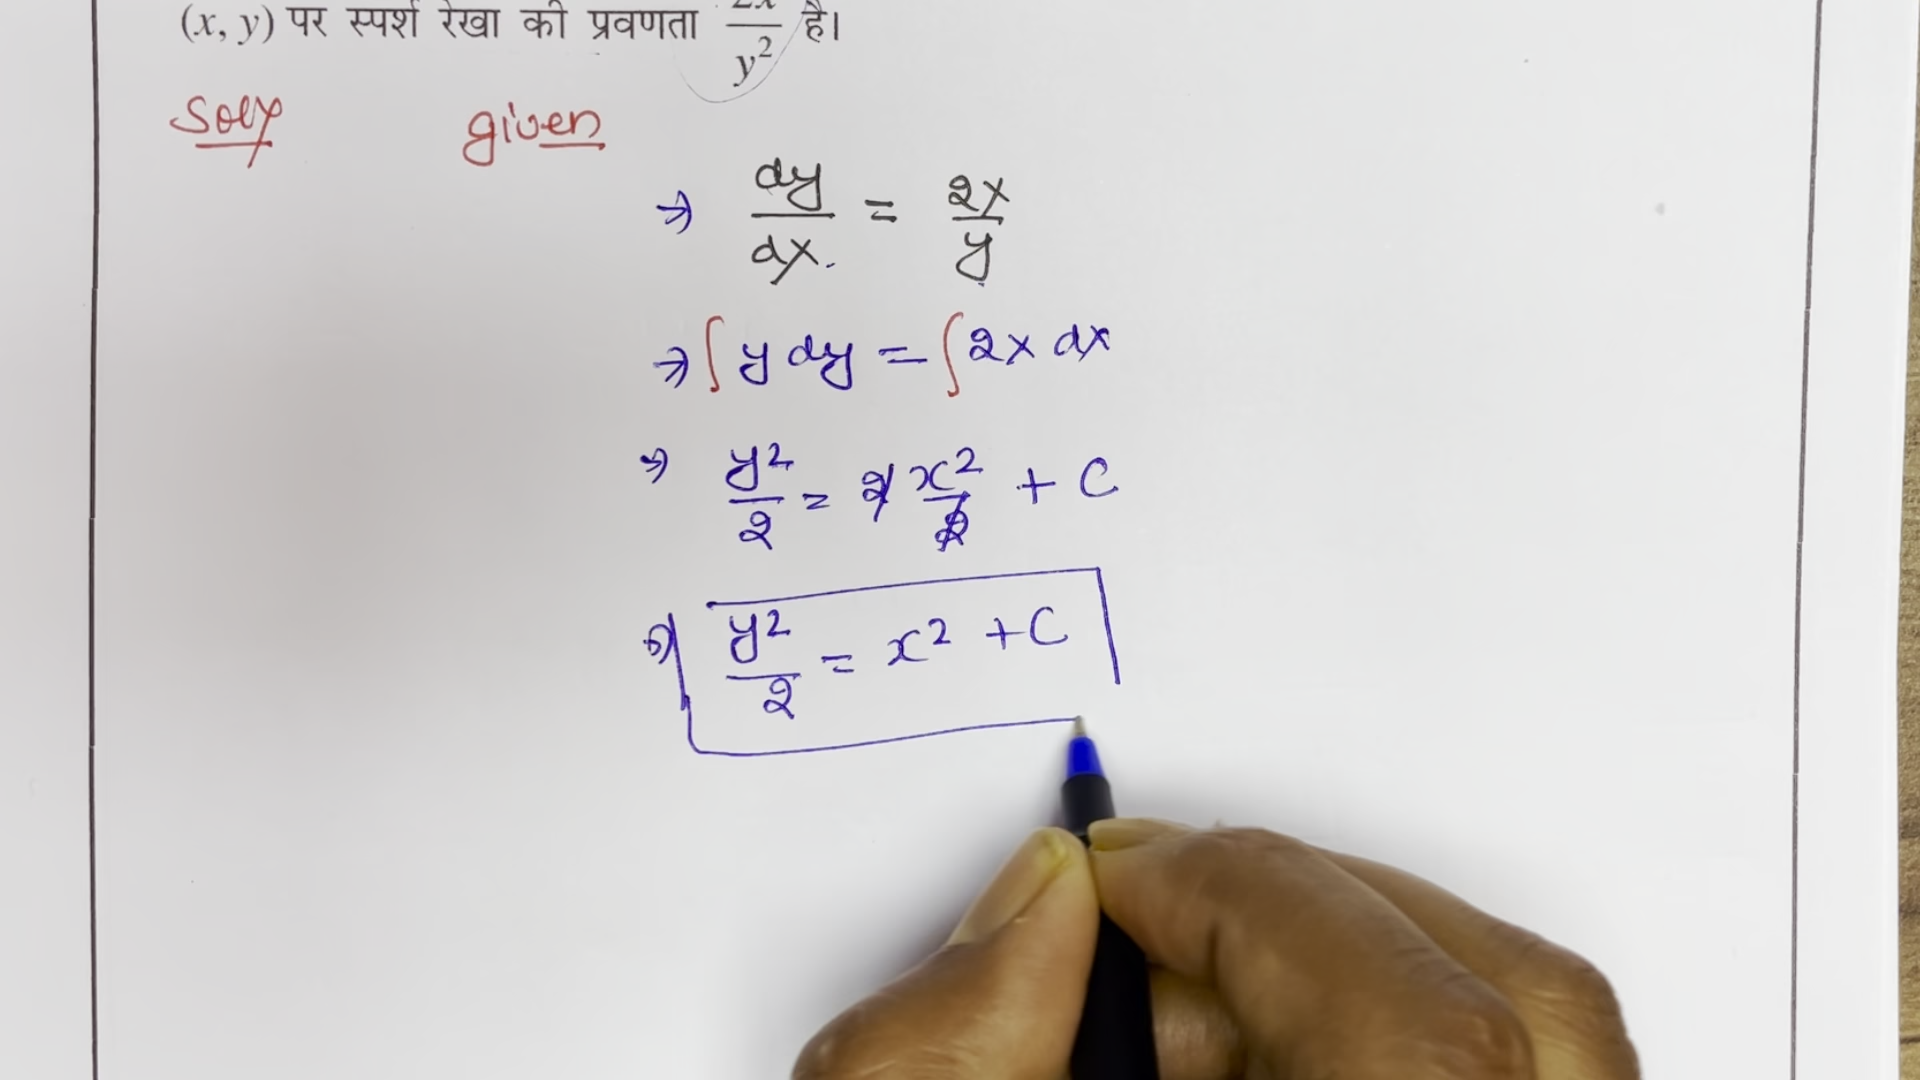 (x, y) पर स्पर्श रेखा की प्रवणता 2x/y² है।
Solⁿ given
⇒ dy/dx = 2x/y
⇒ ∫ y dy = ∫ 2x dx
⇒ y²/2 = 2 x²/2 + C
⇒ y²/2 = x² + C